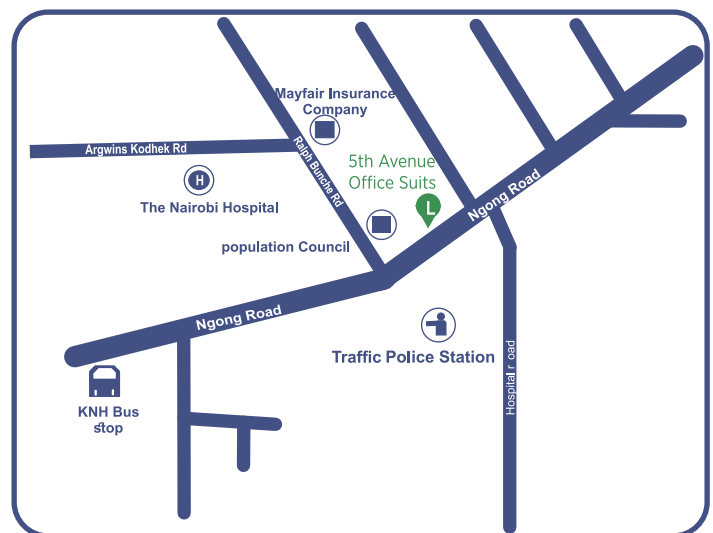 Mayfair Insurance
Company
Argwins Kodhek Rd
Ralph Bunche Rd
5th Avenue
Office Suits
H
The Nairobi Hospital
L
Ngong Road
population Council
Ngong Road
Traffic Police Station
Hospital r oad
KNH Bus
stop